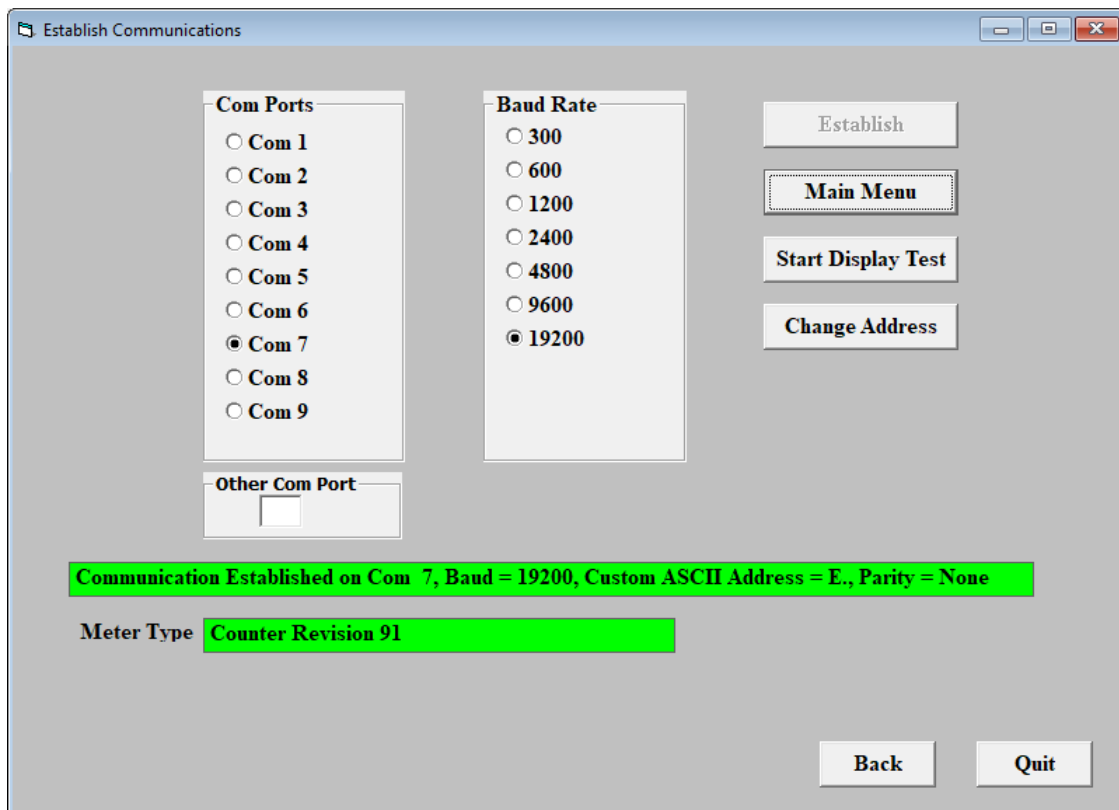 Establish Communications
Com Ports
Com 1
Com 2
Com 3
Com 4
Com 5
Com 6
Com 7
Com 8
Com 9
Other Com Port
Baud Rate
300
600
1200
2400
4800
9600
19200
Establish
Main Menu
Start Display Test
Change Address
Communication Established on Com  7, Baud = 19200, Custom ASCII Address = E., Parity = None
Meter Type
Counter Revision 91
Back
Quit